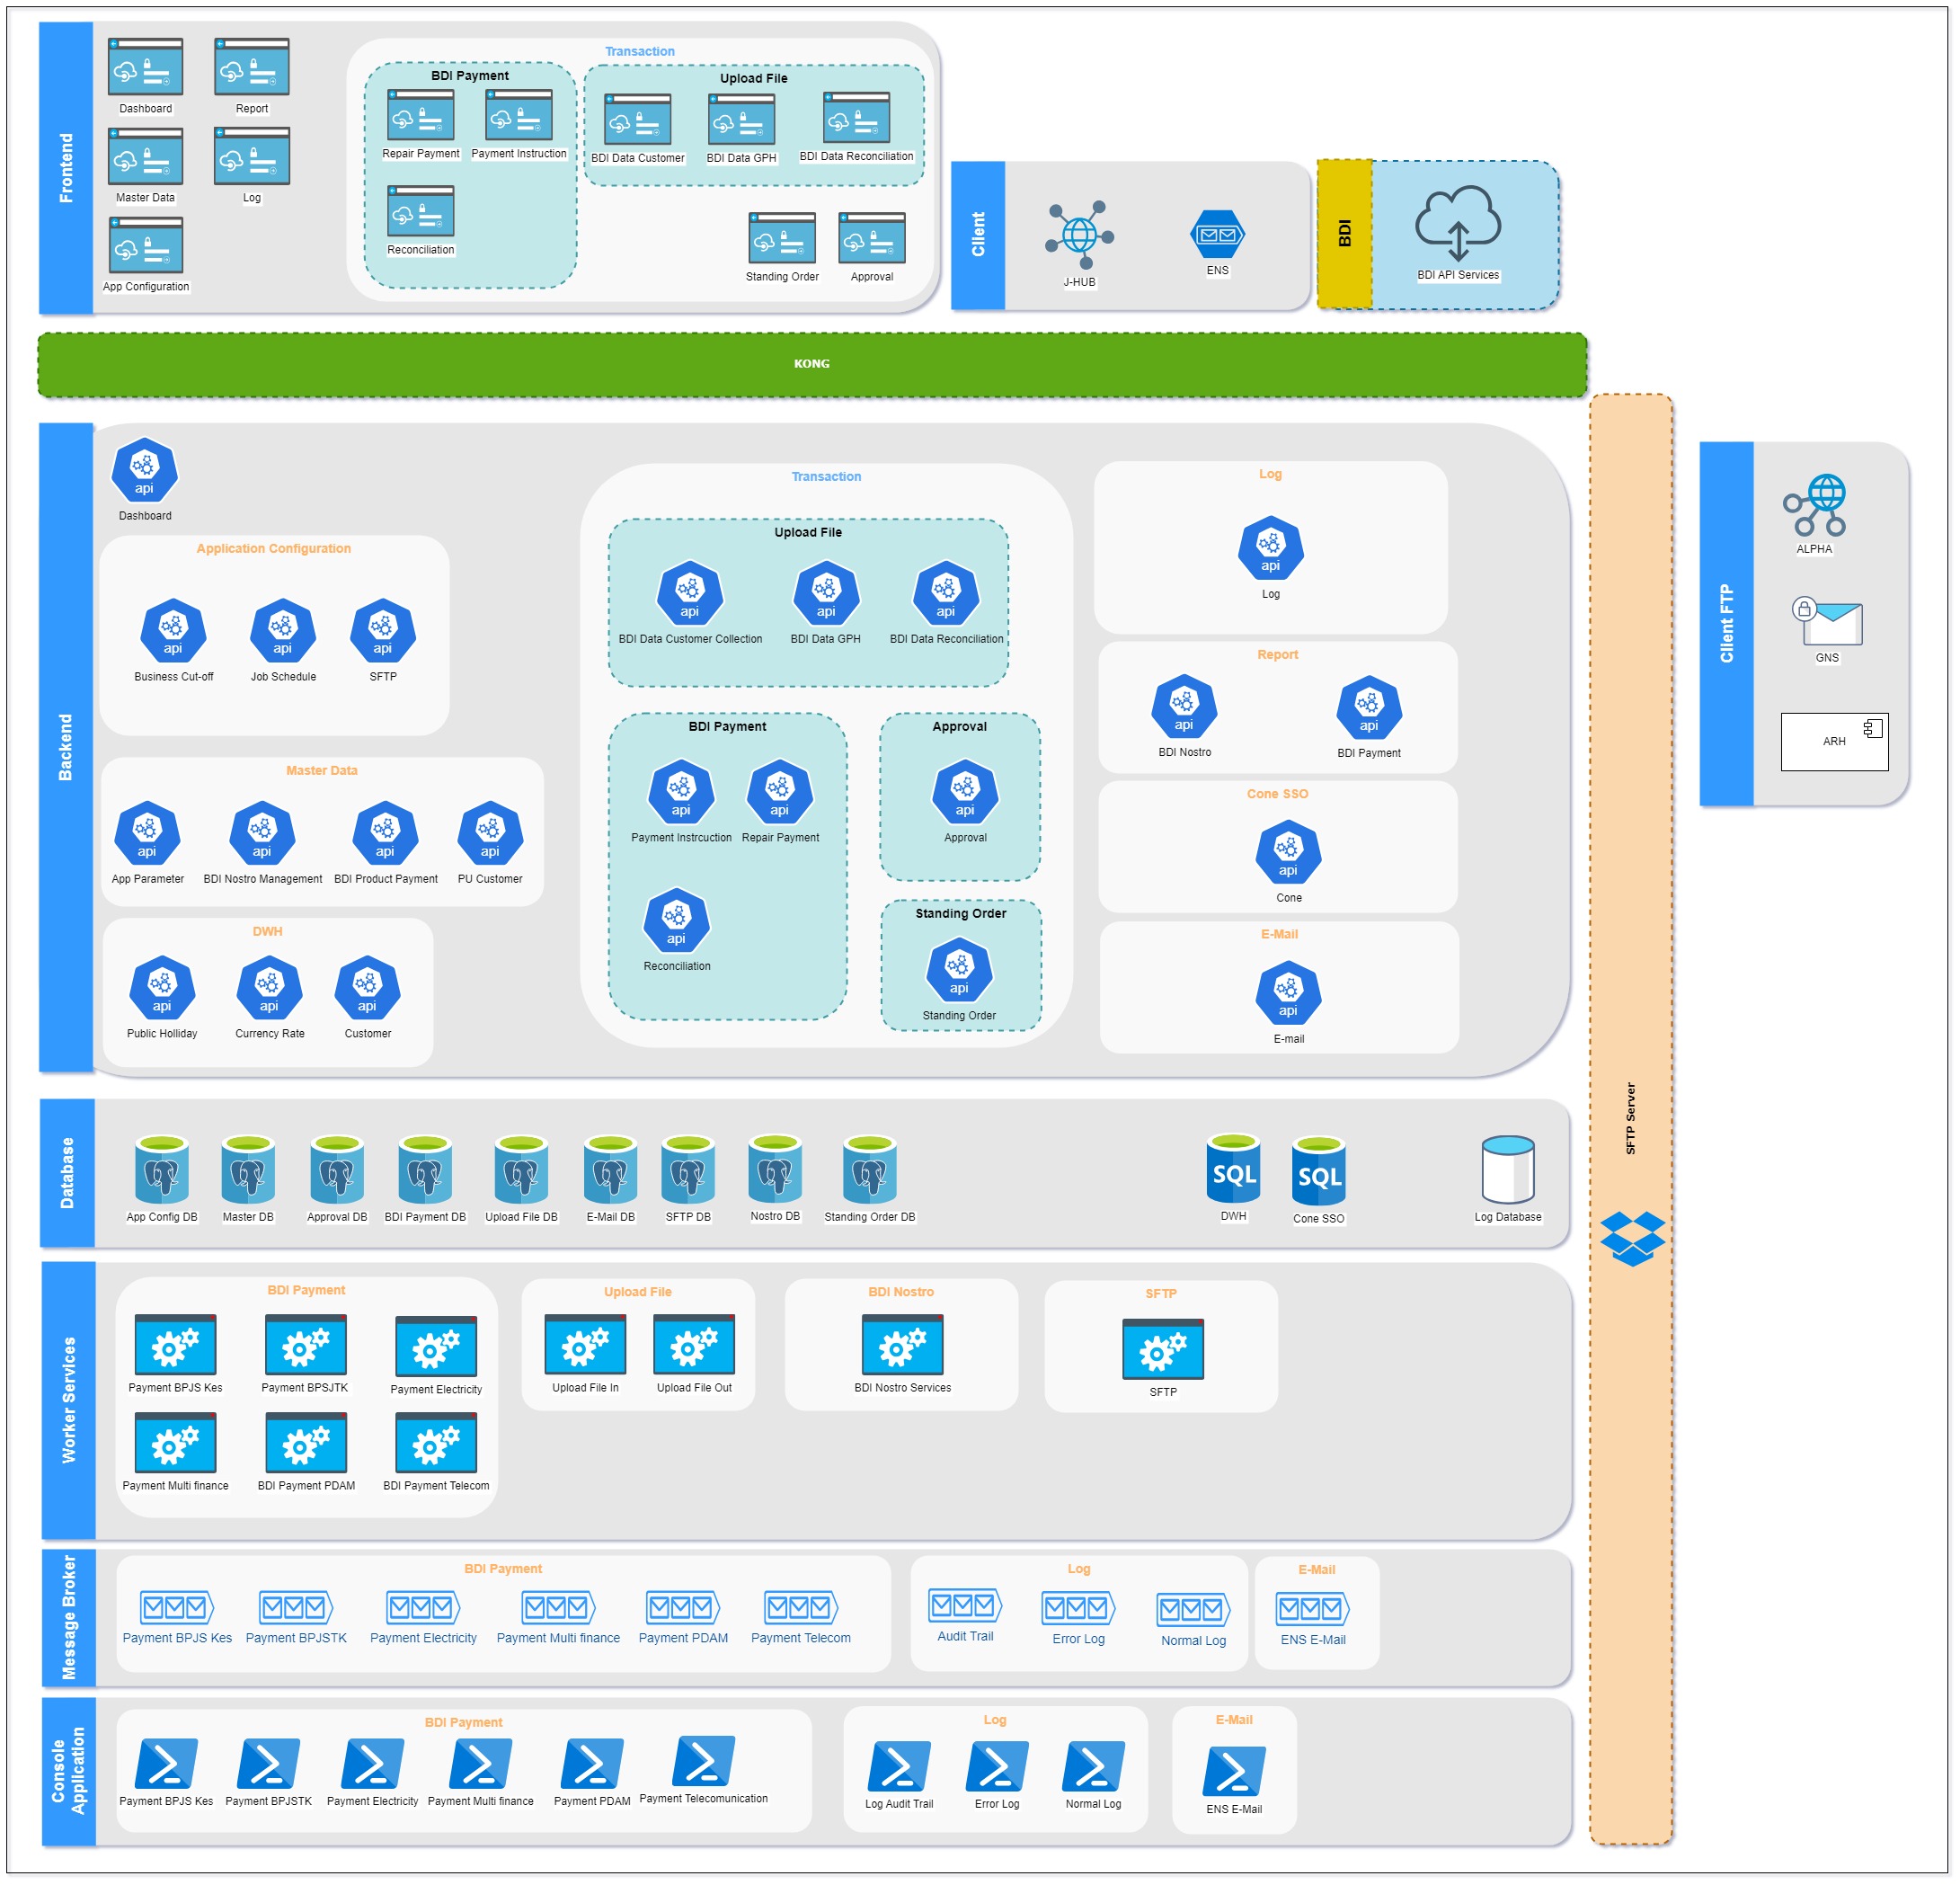 Frontend
Dashboard
Report
Master Data
Log
App Configuration
Transaction
BDI Payment
Repair Payment
Payment Instruction
Reconciliation
Upload File
BDI Data Customer
BDI Data GPH
BDI Data Reconciliation
Standing Order
Approval
Client
J-HUB
ENS
BDI
BDI API Services
KONG
Backend
api
Dashboard
Application Configuration
api
api
api
Business Cut-off
Job Schedule
SFTP
Master Data
api
api
api
api
App Parameter
BDI Nostro Management
BDI Product Payment
PU Customer
DWH
api
api
api
Public Holliday
Currency Rate
Customer
Transaction
Upload File
api
api
api
BDI Data Customer Collection
BDI Data GPH
BDI Data Reconciliation
BDI Payment
api
api
Payment Instrcuction
Repair Payment
api
Reconciliation
Approval
api
Approval
Standing Order
api
Standing Order
Log
api
Log
Report
api
api
BDI Nostro
BDI Payment
Cone SSO
api
Cone
E-Mail
api
E-mail
SFTP Server
Client FTP
ALPHA
GNS
ARH
Database
App Config DB
Master DB
Approval DB
BDI Payment DB
Upload File DB
E-Mail DB
SFTP DB
Nostro DB
Standing Order DB
SQL
DWH
SQL
Cone SSO
Log Database
Worker Services
BDI Payment
Payment BPJS Kes
Payment BPSJTK
Payment Electricity
Payment Multi finance
BDI Payment PDAM
BDI Payment Telecom
Upload File
Upload File In
Upload File Out
BDI Nostro
BDI Nostro Services
SFTP
SFTP
Message Broker
BDI Payment
Payment BPJS Kes
Payment BPJSTK
Payment Electricity
Payment Multi finance
Payment PDAM
Payment Telecom
Log
Audit Trail
Error Log
Normal Log
E-Mail
ENS E-Mail
Console
Application
BDI Payment
Payment BPJS Kes
Payment BPJSTK
Payment Electricity
Payment Multi finance
Payment PDAM
Payment Telecomunication
Log
Log Audit Trail
Error Log
Normal Log
E-Mail
ENS E-Mail